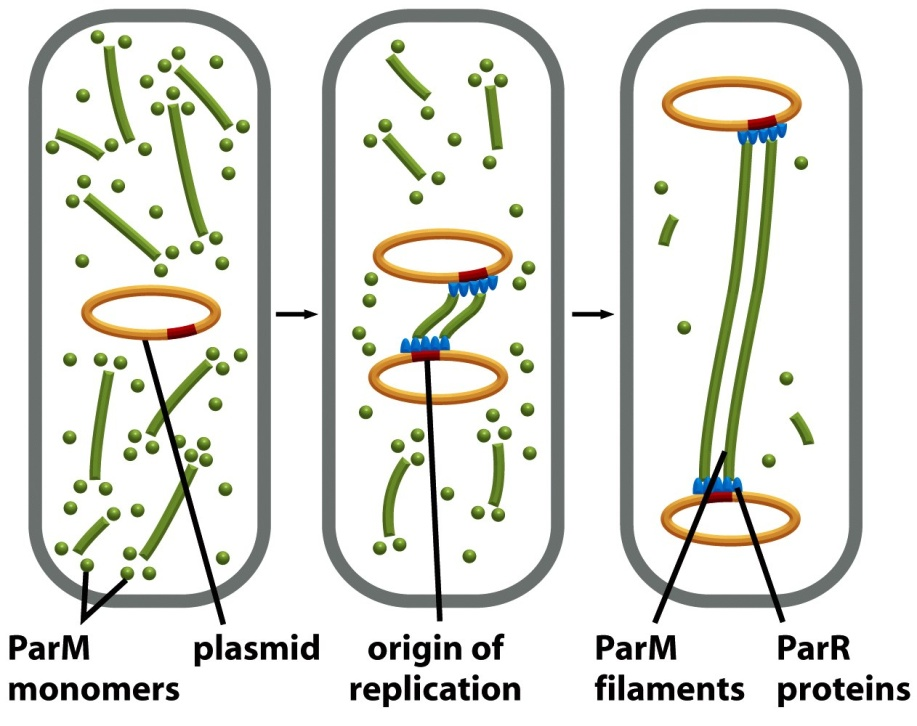 ParM
monomers
plasmid
origin of
replication
ParM
filaments
ParR
proteins